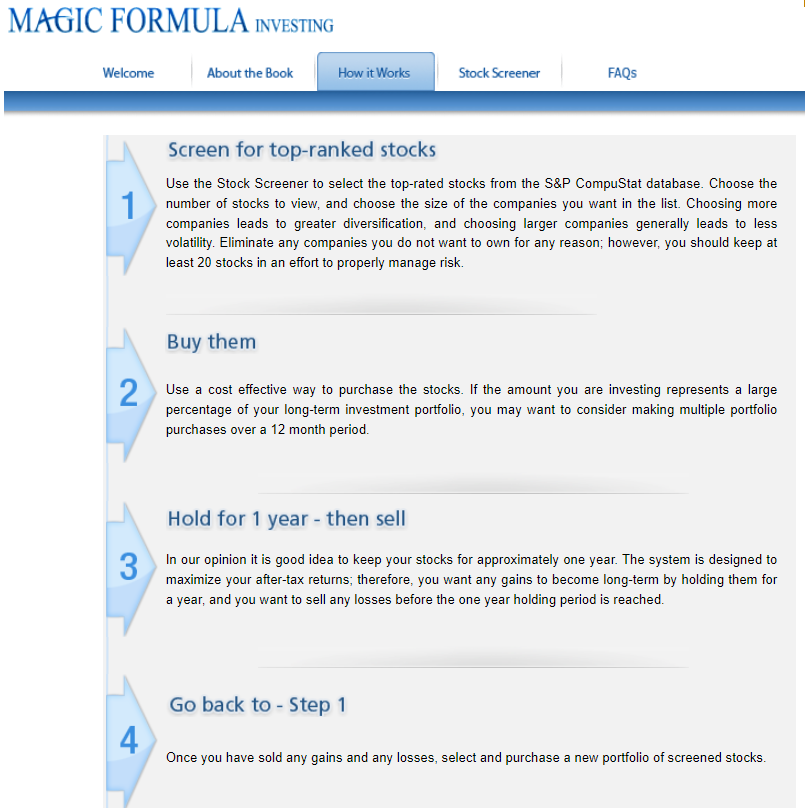 MAGIC FORMULA INVESTING
Welcome About the Book How it Works Stock Screener FAQs
1
Screen for top-ranked stocks
Use the Stock Screener to select the top-rated stocks from the S&P CompuStat database. Choose the
number of stocks to view, and choose the size of the companies you want in the list. Choosing more
companies leads to greater diversification, and choosing larger companies generally leads to less
volatility. Eliminate any companies you do not want to own for any reason; however, you should keep at
least 20 stocks in an effort to properly manage risk.
2
Buy them
Use a cost effective way to purchase the stocks. If the amount you are investing represents a large
percentage of your long-term investment portfolio, you may want to consider making multiple portfolio
purchases over a 12 month period.
3
Hold for 1 year - then sell
In our opinion it is good idea to keep your stocks for approximately one year. The system is designed to
maximize your after-tax returns; therefore, you want any gains to become long-term by holding them for
a year, and you want to sell any losses before the one year holding period is reached.
4
Go back to - Step 1
Once you have sold any gains and any losses, select and purchase a new portfolio of screened stocks.